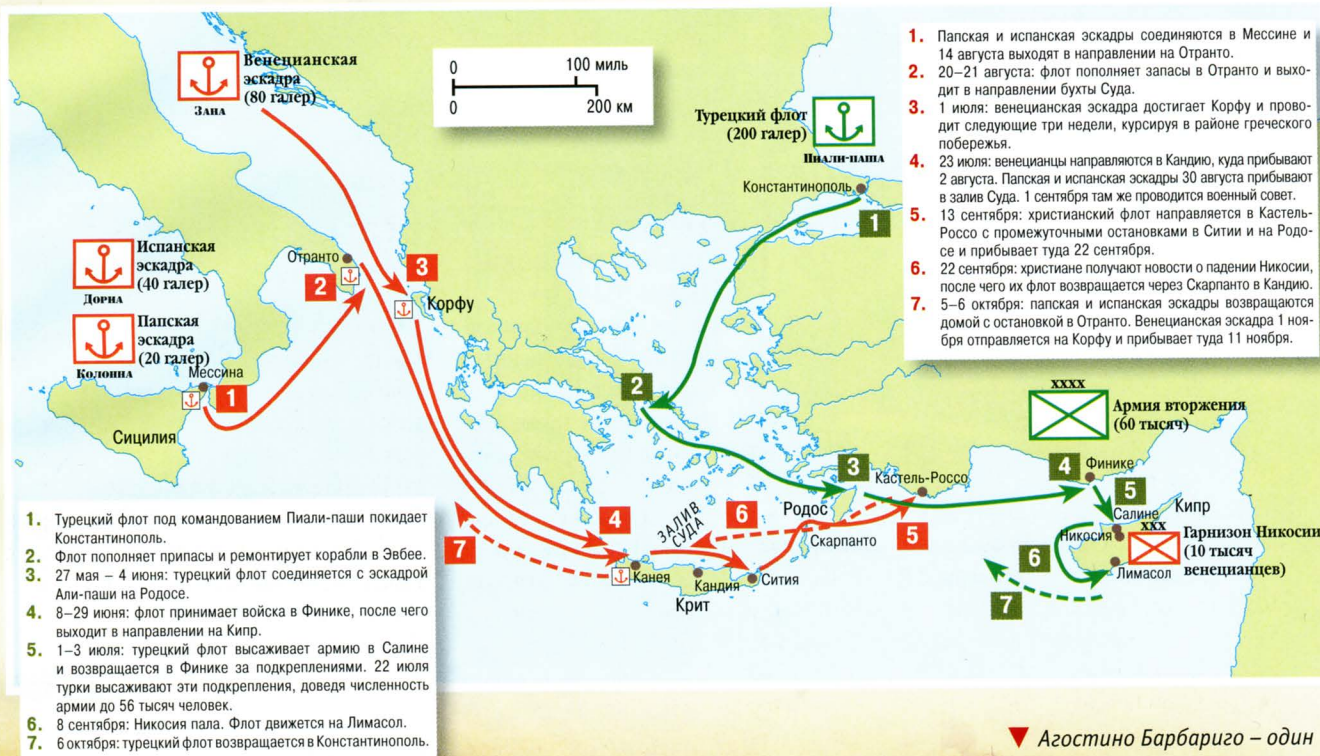 Венецианская
эскадра
(80 галер)
ЗАНА
0 100 миль
0 200 км
Турецкий флот
(200 галер)
ПИАЛИ-ПАША
Константинополь
1
1. Папская и испанская эскадры соединяются в Мессине и
14 августа выходят в направлении на Отранто.
2. 20–21 августа: флот пополняет запасы в Отранто и выхо-
дит в направлении бухты Суда.
3. 1 июля: венецианская эскадра достигает Корфу и прово-
дит следующие три недели, курсируя в районе греческого
побережья.
4. 23 июля: венецианцы направляются в Кандию, куда прибывают
2 августа. Папская и испанская эскадры 30 августа прибывают
в залив Суда. 1 сентября там же проводится военный совет.
5. 13 сентября: христианский флот направляется в Кастель-
Россо с промежуточными остановками в Ситии и на Родо-
се и прибывает туда 22 сентября.
6. 22 сентября: христиане получают новости о падении Никосии,
после чего их флот возвращается через Скарпанто в Кандию.
7. 5–6 октября: папская и испанская эскадры возвращаются
домой с остановкой в Отранто. Венецианская эскадра 1 ноя-
бря отправляется на Корфу и прибывает туда 11 ноября.
Испанская
эскадра
(40 галер)
ДОРИА
Папская
эскадра
(20 галер)
КОЛОННА
Отранто
2
3
Корфу
Мессина
1
Сицилия
2
XXXX
Армия вторжения
(60 тысяч)
3
Кастель-Россо
4
Финике
5
Салине
Кипр
Никосия
XXX
Гарнизон Никосии
(10 тысяч
венецианцев)
6
Лимасол
7
4
ЗАЛИВ
СУДА
6
Родос
Скарпанто
5
7
Канея
Кандия
Сития
Крит
1. Турецкий флот под командованием Пиали-паши покидает
Константинополь.
2. Флот пополняет припасы и ремонтирует корабли в Эвбее.
3. 27 мая – 4 июня: турецкий флот соединяется с эскадрой
Али-паши на Родосе.
4. 8–29 июня: флот принимает войска в Финике, после чего
выходит в направлении на Кипр.
5. 1–3 июля: турецкий флот высаживает армию в Салине
и возвращается в Финике за подкреплениями. 22 июля
турки высаживают эти подкрепления, доведя численность
армии до 56 тысяч человек.
6. 8 сентября: Никосия пала. Флот движется на Лимасол.
7. 6 октября: турецкий флот возвращается в Константинополь.
▼ Агостино Барбариго – один